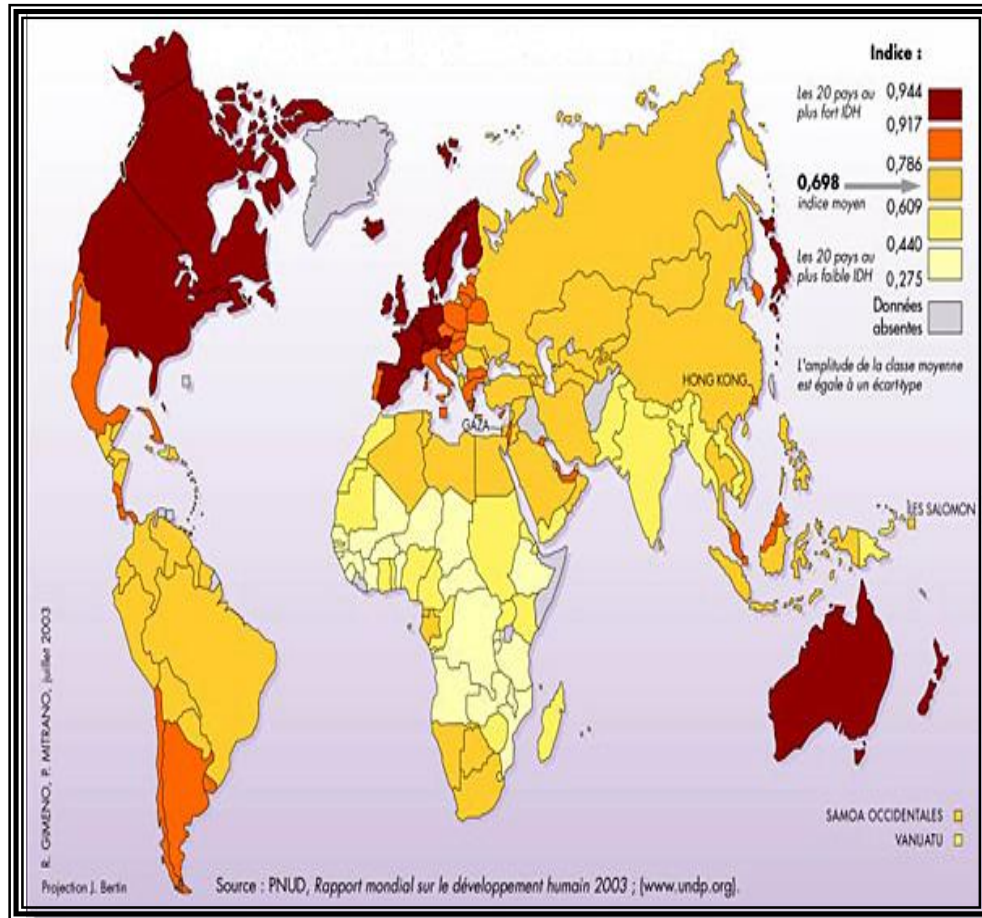 Indice :
Les 20 pays au
plus fort IDH
0,944
0,917
0,786
0,698
indice moyen
0,609
0,440
Les 20 pays au
plus faible IDH
0,275
Données
absentes
L'amplitude de la classe moyenne
est égale à un écart-type
HONG KONG
GAZA
ÎLES SALOMON
SAMOA OCCIDENTALES
VANUATU
R. GIMENO, P. MITRANO, juillet 2003
Projection J. Bertin
Source : PNUD, Rapport mondial sur le développement humain 2003 ; (www.undp.org).